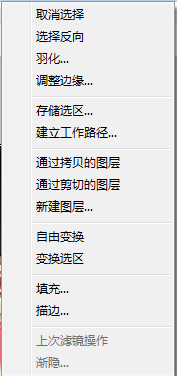 取消选择
选择反向
羽化...
调整边缘...
存储选区...
建立工作路径...
通过拷贝的图层
通过剪切的图层
新建图层...
自由变换
变换选区
填充...
描边...
上次滤镜操作
渐隐...